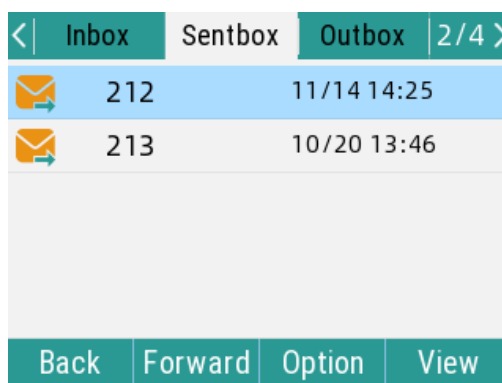 < Inbox Sentbox Outbox 2/4 >
212 11/14 14:25
213 10/20 13:46
Back Forward Option View